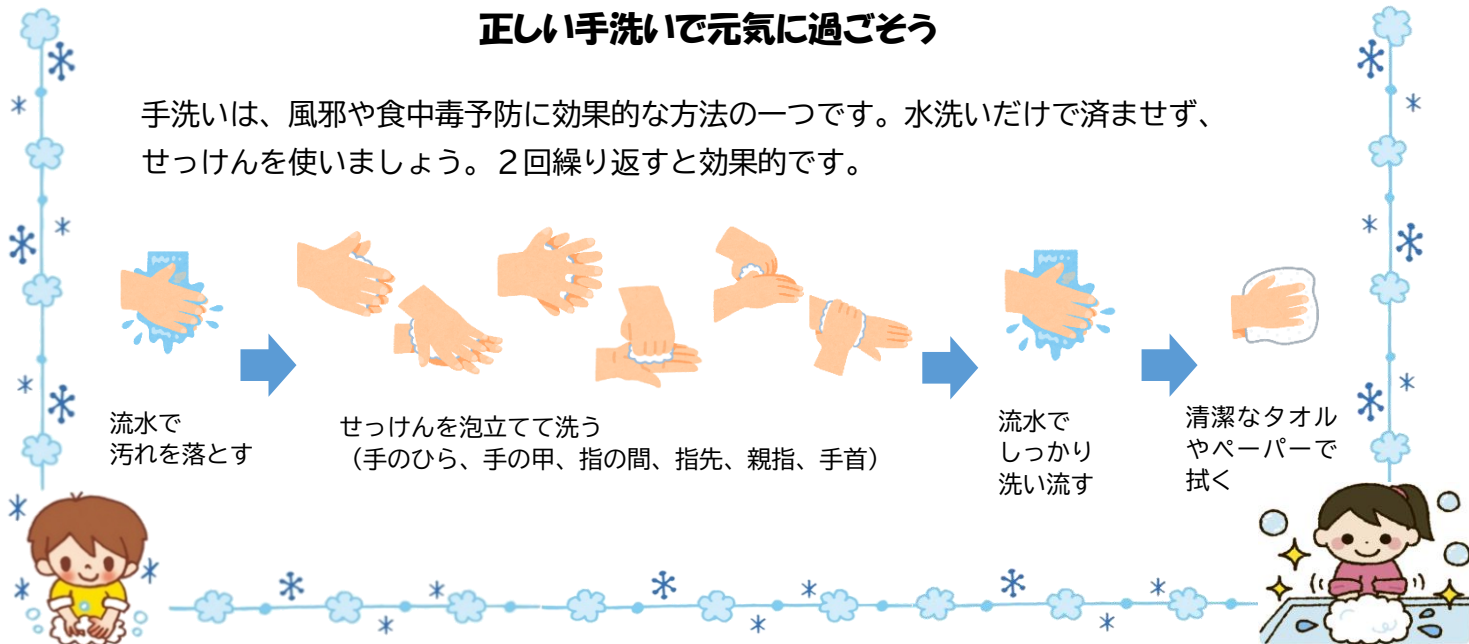 正しい手洗いで元気に過ごそう
手洗いは、風邪や食中毒予防に効果的な方法の一つです。水洗いだけで済ませず、
せっけんを使いましょう。２回繰り返すと効果的です。
流水で
汚れを落とす
せっけんを泡立てて洗う
（手のひら、手の甲、指の間、指先、親指、手首）
流水で
しっかり
洗い流す
清潔なタオル
やペーパーで
拭く